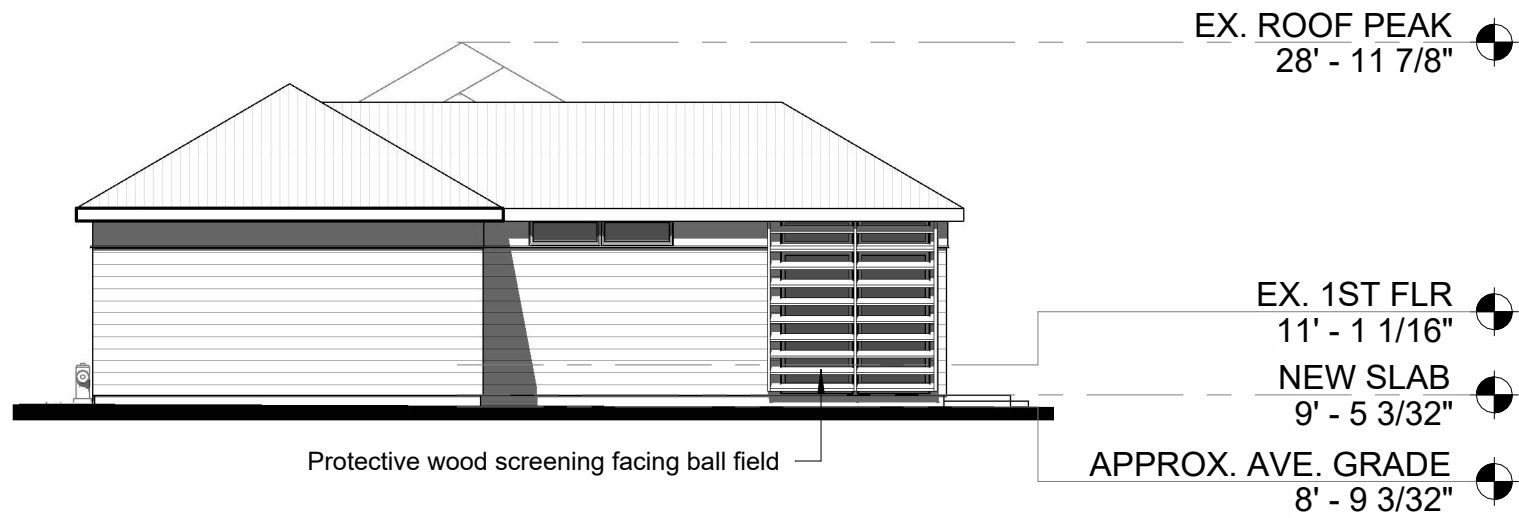 EX. ROOF PEAK
28' - 11 7/8"
EX. 1ST FLR
11' - 1 1/16"
NEW SLAB
9' - 5 3/32"
Protective wood screening facing ball field
APPROX. AVE. GRADE
8' - 9 3/32"